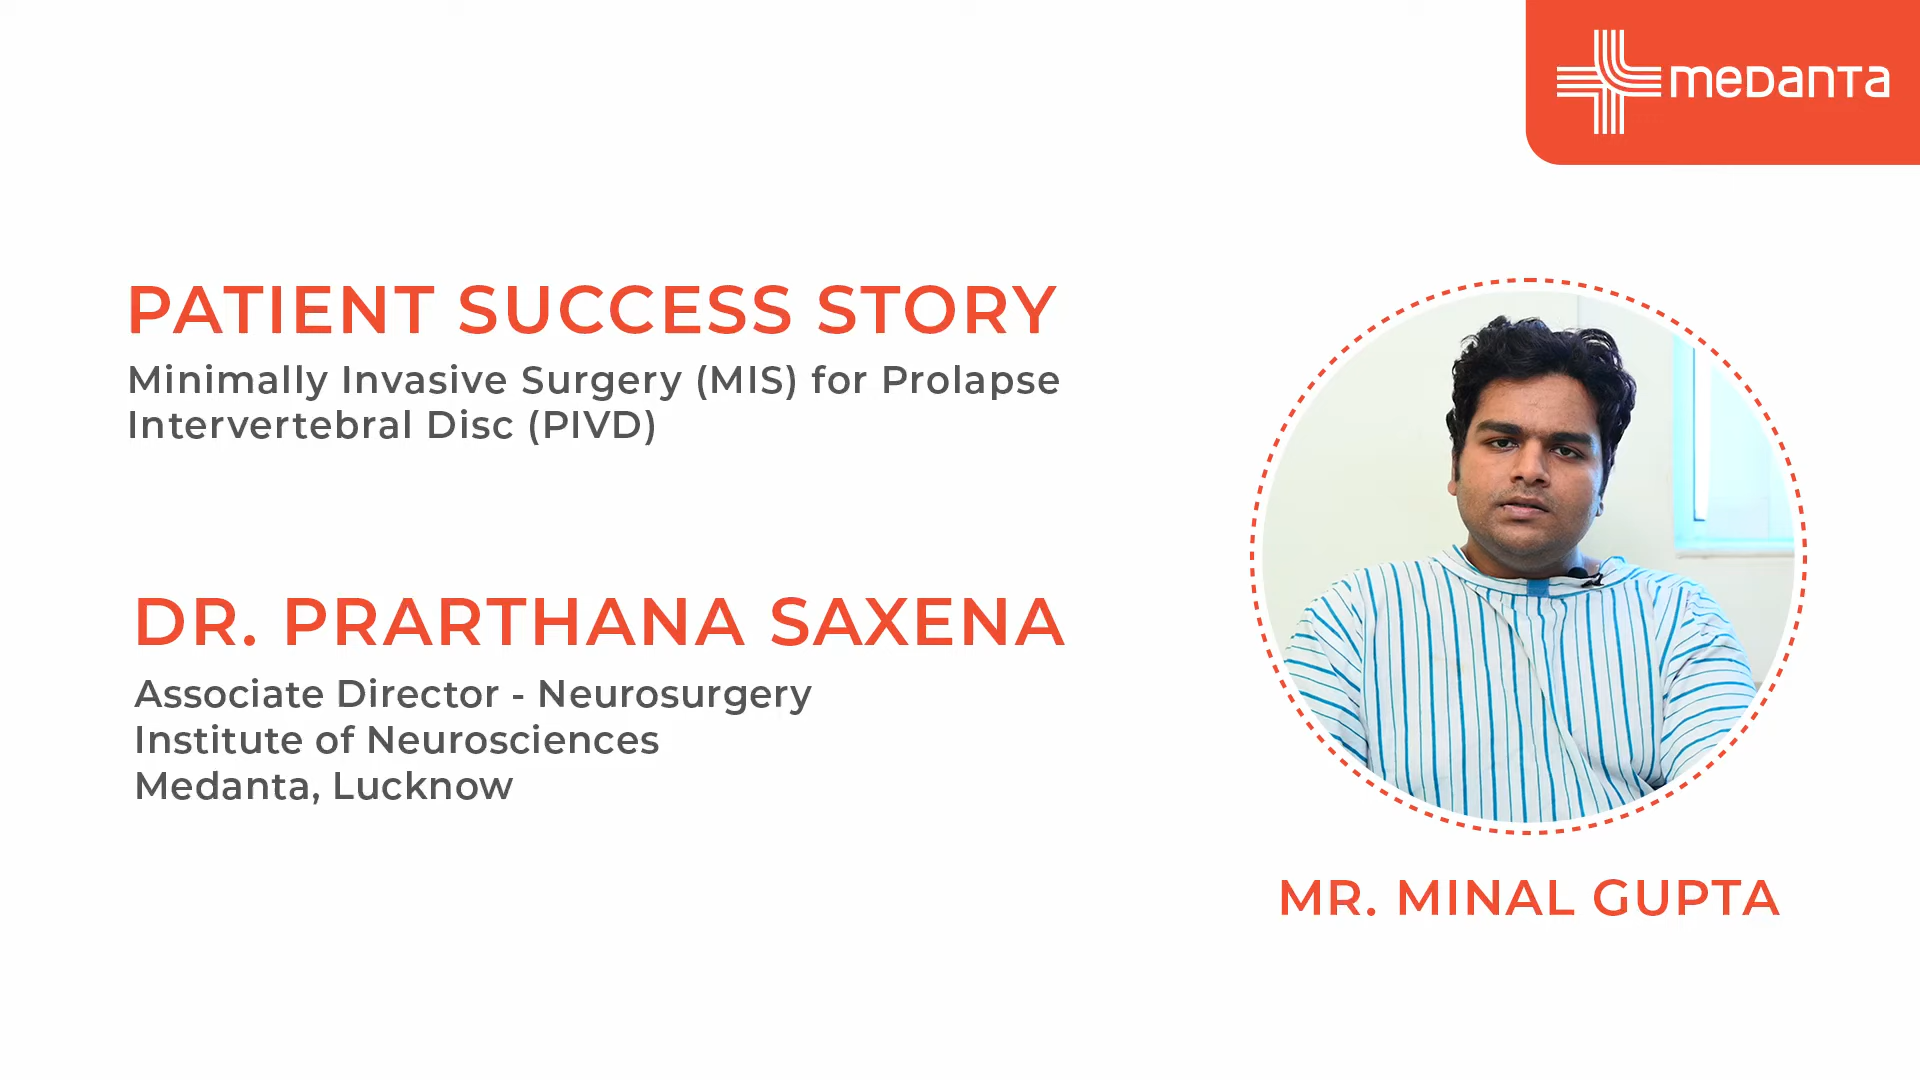 medanta
PATIENT SUCCESS STORY
Minimally Invasive Surgery (MIS) for Prolapse
Intervertebral Disc (PIVD)
DR. PRARTHANA SAXENA
Associate Director - Neurosurgery
Institute of Neurosciences
Medanta, Lucknow
MR. MINAL GUPTA